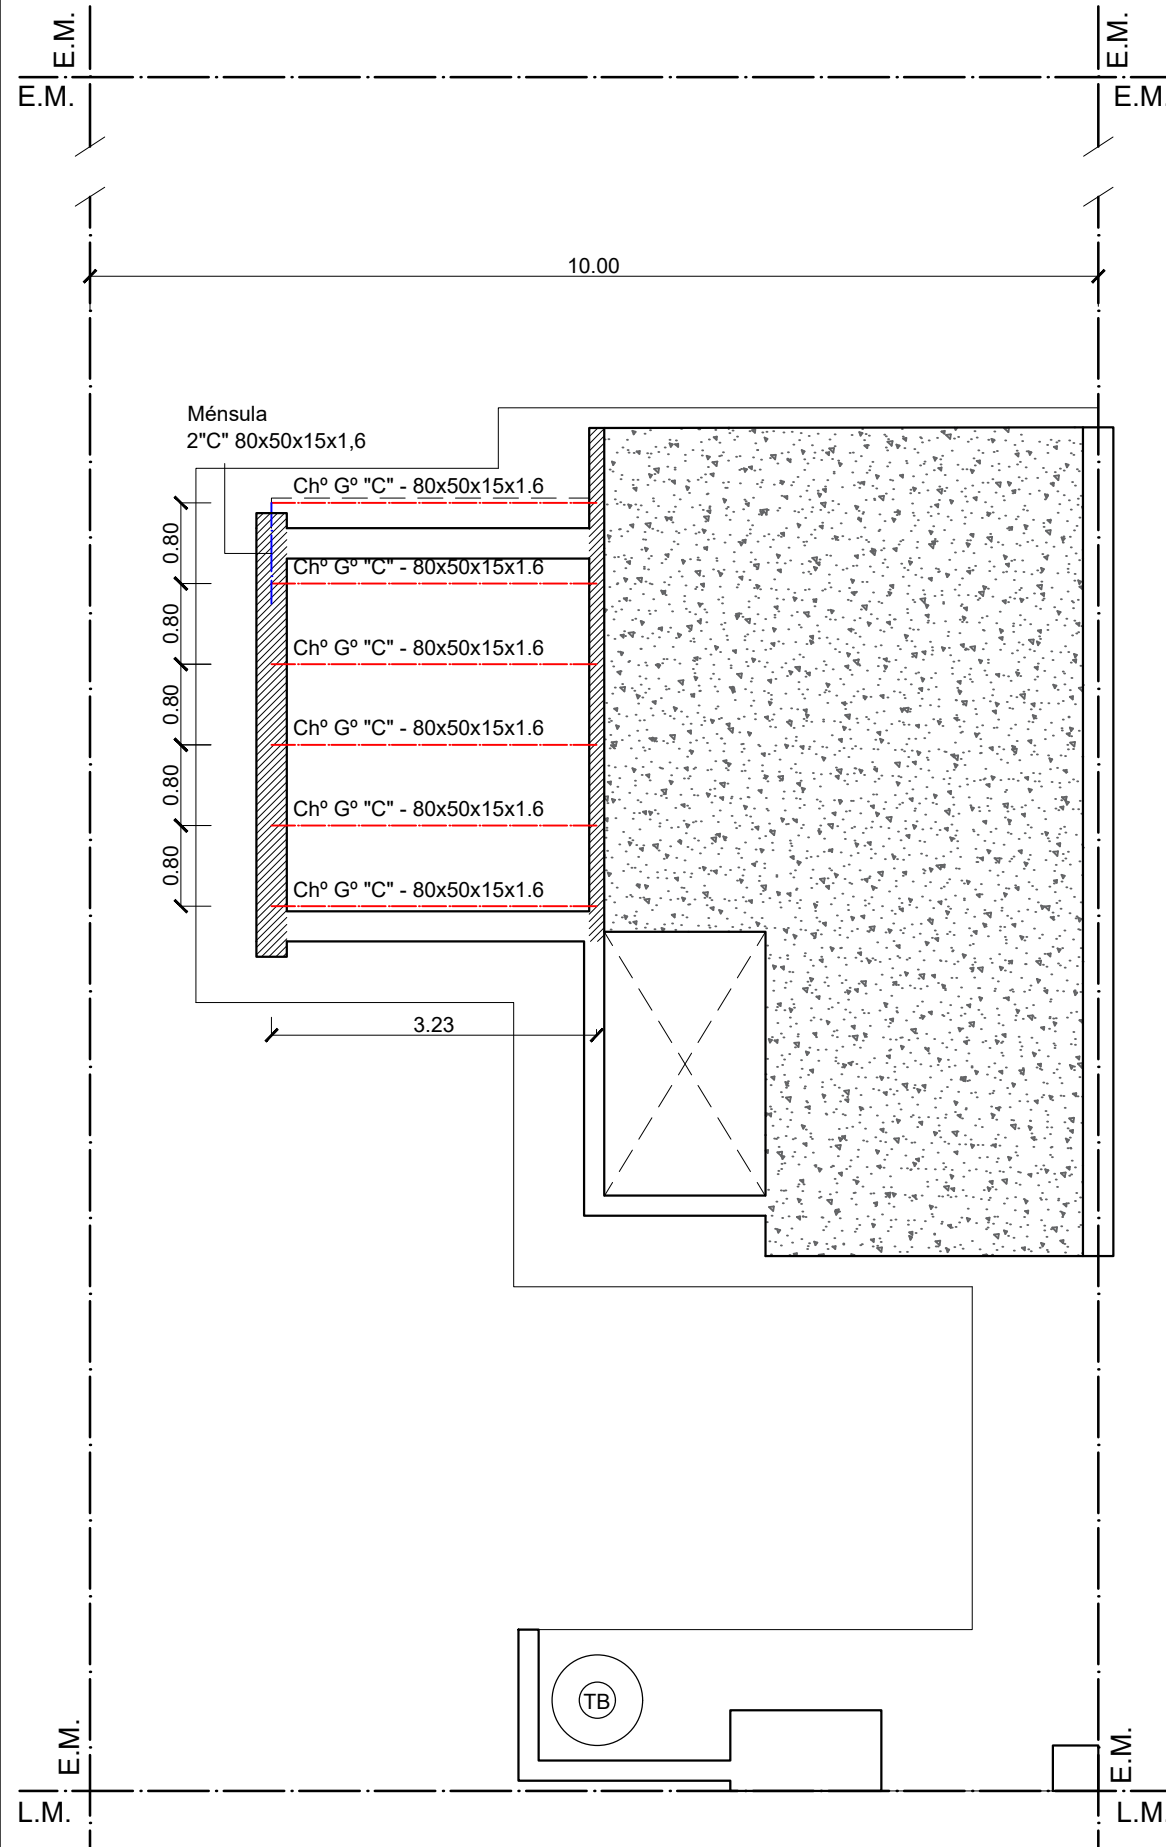 E.M.
E.M.
E.M.
E.M.
10.00
Ménsula
2"C" 80x50x15x1,6
Chº Gº "C" - 80x50x15x1.6
0.80
Chº Gº "C" - 80x50x15x1.6
0.80
Chº Gº "C" - 80x50x15x1.6
0.80
Chº Gº "C" - 80x50x15x1.6
0.80
Chº Gº "C" - 80x50x15x1.6
0.80
Chº Gº "C" - 80x50x15x1.6
3.23
TB
E.M.
E.M.
L.M.
L.M.